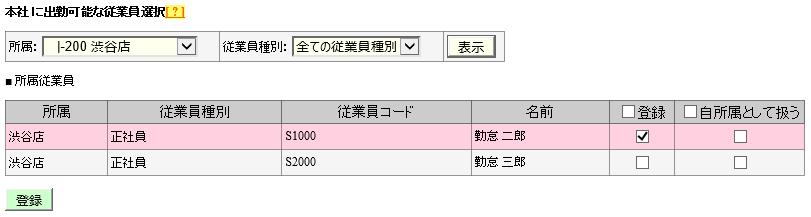 本社 に出勤可能な従業員選択[？]
所属: |-200 渋谷店 従業員種別: 全ての従業員種別 表示
■ 所属従業員
所属 従業員種別 従業員コード 名前 登録 自所属として扱う
渋谷店 正社員 S1000 勤怠 二郎
渋谷店 正社員 S2000 勤怠 三郎
登録